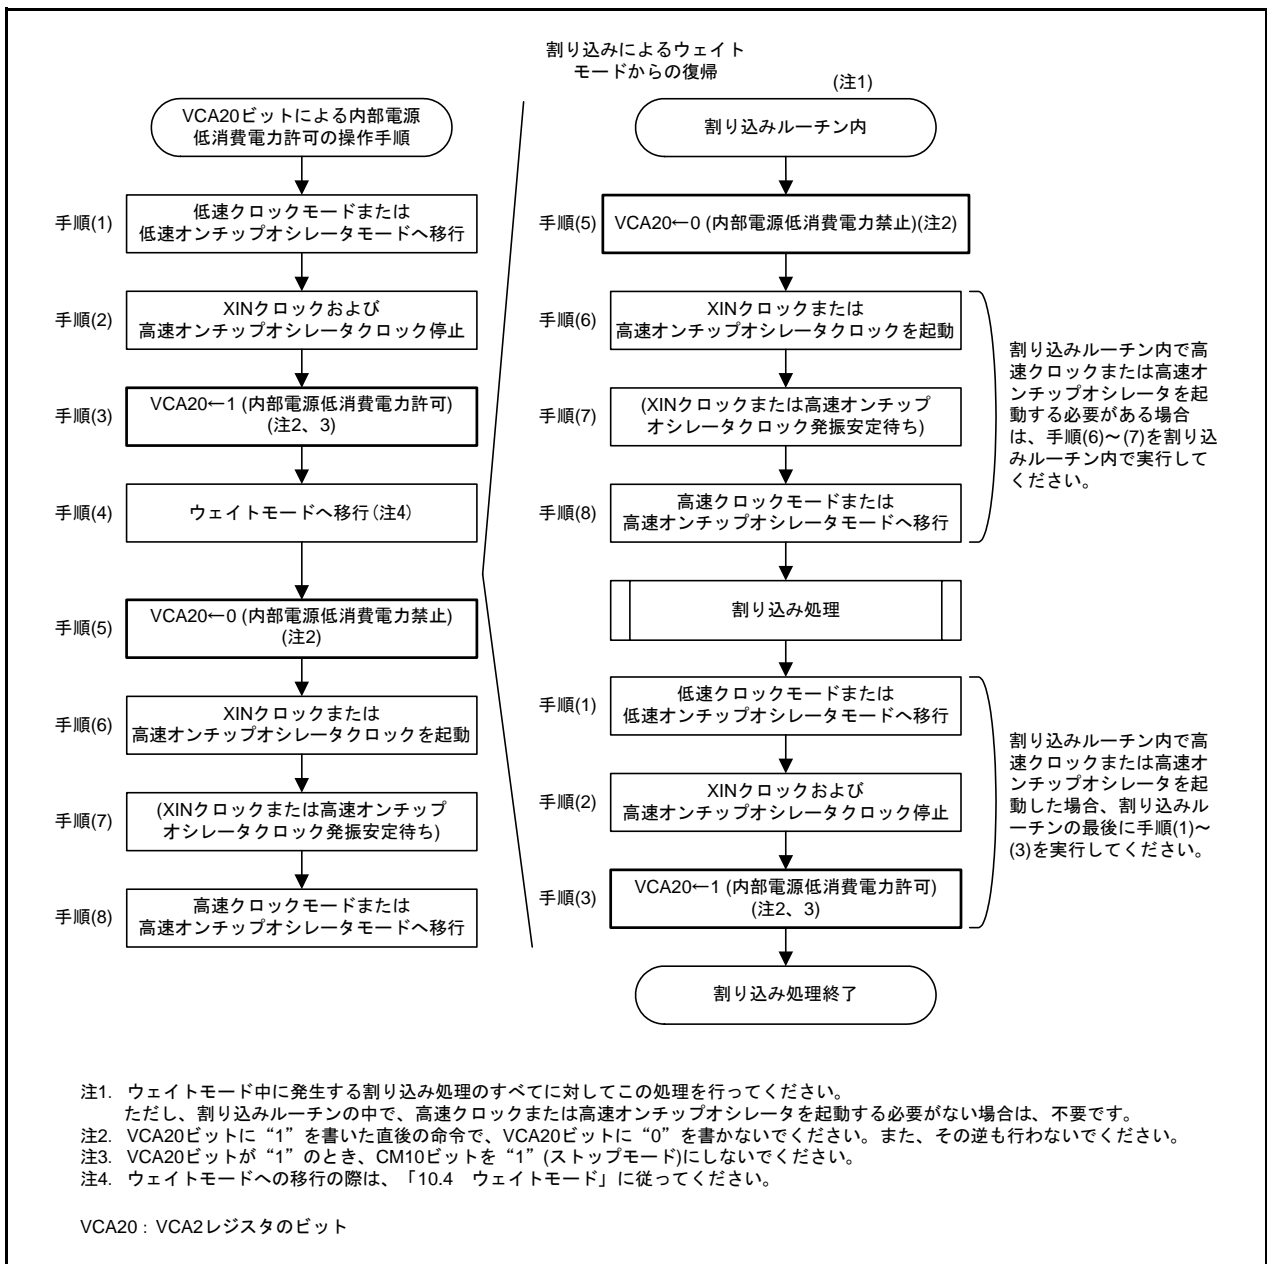 VCA20ビットによる内部電源
低消費電力許可の操作手順
手順(1)
低速クロックモードまたは
低速オンチップオシレータモードへ移行
手順(2)
XINクロックおよび
高速オンチップオシレータクロック停止
手順(3)
VCA20←1 (内部電源低消費電力許可)
(注2、3)
手順(4)
ウェイトモードへ移行(注4)
手順(5)
VCA20←0 (内部電源低消費電力禁止)
(注2)
手順(6)
XINクロックまたは
高速オンチップオシレータクロックを起動
手順(7)
(XINクロックまたは高速オンチップ
オシレータクロック発振安定待ち)
手順(8)
高速クロックモードまたは
高速オンチップオシレータモードへ移行
割り込みによるウェイト
モードからの復帰
(注1)
割り込みルーチン内
手順(5)
VCA20←0 (内部電源低消費電力禁止)(注2)
手順(6)
XINクロックまたは
高速オンチップオシレータクロックを起動
手順(7)
(XINクロックまたは高速オンチップ
オシレータクロック発振安定待ち)
手順(8)
高速クロックモードまたは
高速オンチップオシレータモードへ移行
割り込みルーチン内で高
速クロックまたは高速オ
ンチップオシレータを起
動する必要がある場合
は、手順(6)～(7)を割り込
みルーチン内で実行して
ください。
割り込み処理
手順(1)
低速クロックモードまたは
低速オンチップオシレータモードへ移行
手順(2)
XINクロックおよび
高速オンチップオシレータクロック停止
手順(3)
VCA20←1 (内部電源低消費電力許可)
(注2、3)
割り込みルーチン内で高
速クロックまたは高速オ
ンチップオシレータを起
動した場合、割り込みル
ーチンの最後に手順(1)～
(3)を実行してください。
割り込み処理終了
注1. ウェイトモード中に発生する割り込み処理のすべてに対してこの処理を行ってください。
ただし、割り込みルーチンの中で、高速クロックまたは高速オンチップオシレータを起動する必要がない場合は、不要です。
注2. VCA20ビットに“1”を書いた直後の命令で、VCA20ビットに“0”を書かないでください。また、その逆も行わないでください。
注3. VCA20ビットが“1”のとき、CM10ビットを“1”(ストップモード)にしないでください。
注4. ウェイトモードへの移行の際は、「10.4　ウェイトモード」に従ってください。
VCA20 : VCA2レジスタのビット